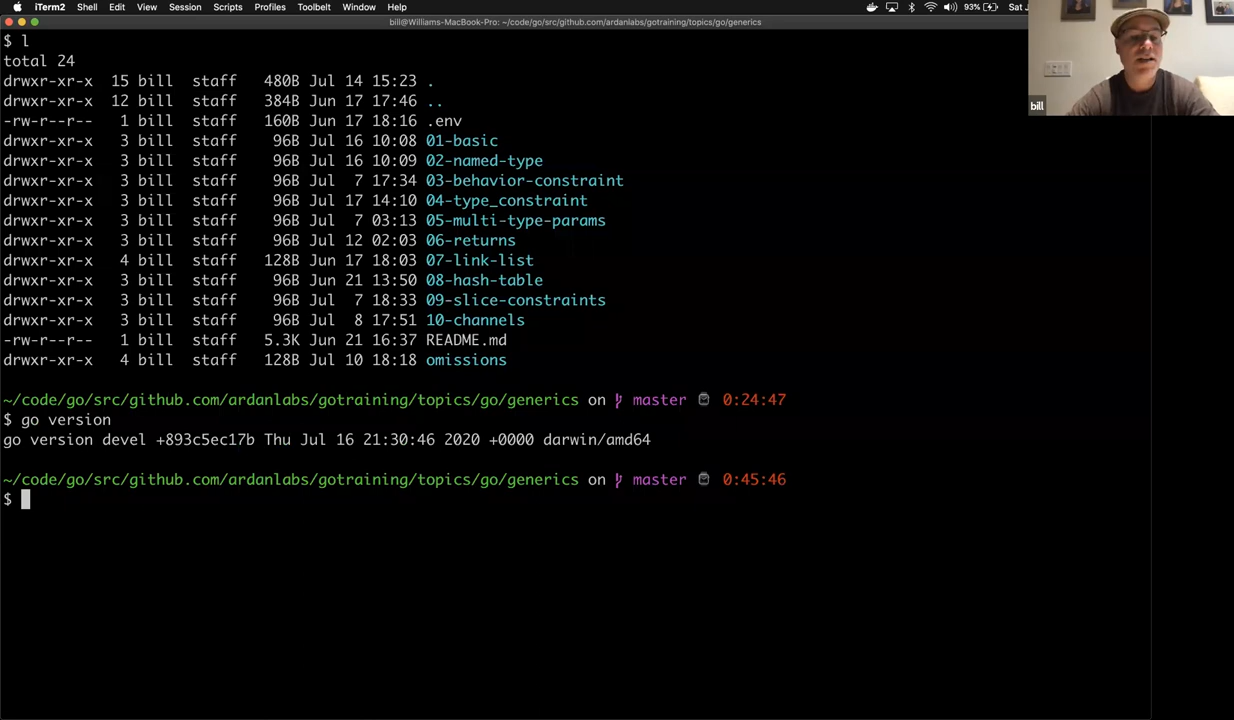 iTerm2 Shell Edit View Session Scripts Profiles Toolbelt Window Help 93% Sat J
bill@Williams-MacBook-Pro: ~/code/go/src/github.com/ardanlabs/gotraining/topics/go/generics
$ l
total 24
drwxr-xr-x 15 bill staff 480B Jul 14 15:23 .
drwxr-xr-x 12 bill staff 384B Jun 17 17:46 ..
-rw-r--r-- 1 bill staff 160B Jun 17 18:16 .env
drwxr-xr-x 3 bill staff 96B Jul 16 10:08 01-basic
drwxr-xr-x 3 bill staff 96B Jul 16 10:09 02-named-type
drwxr-xr-x 3 bill staff 96B Jul 7 17:34 03-behavior-constraint
drwxr-xr-x 3 bill staff 96B Jul 17 14:10 04-type_constraint
drwxr-xr-x 3 bill staff 96B Jul 7 03:13 05-multi-type-params
drwxr-xr-x 3 bill staff 96B Jul 12 02:03 06-returns
drwxr-xr-x 4 bill staff 128B Jun 17 18:03 07-link-list
drwxr-xr-x 3 bill staff 96B Jun 21 13:50 08-hash-table
drwxr-xr-x 3 bill staff 96B Jul 7 18:33 09-slice-constraints
drwxr-xr-x 3 bill staff 96B Jul 8 17:51 10-channels
-rw-r--r-- 1 bill staff 5.3K Jun 21 16:37 README.md
drwxr-xr-x 4 bill staff 128B Jul 10 18:18 omissions
~/code/go/src/github.com/ardanlabs/gotraining/topics/go/generics on master 0:24:47
$ go version
go version devel +893c5ec17b Thu Jul 16 21:30:46 2020 +0000 darwin/amd64
~/code/go/src/github.com/ardanlabs/gotraining/topics/go/generics on master 0:45:46
$
bill